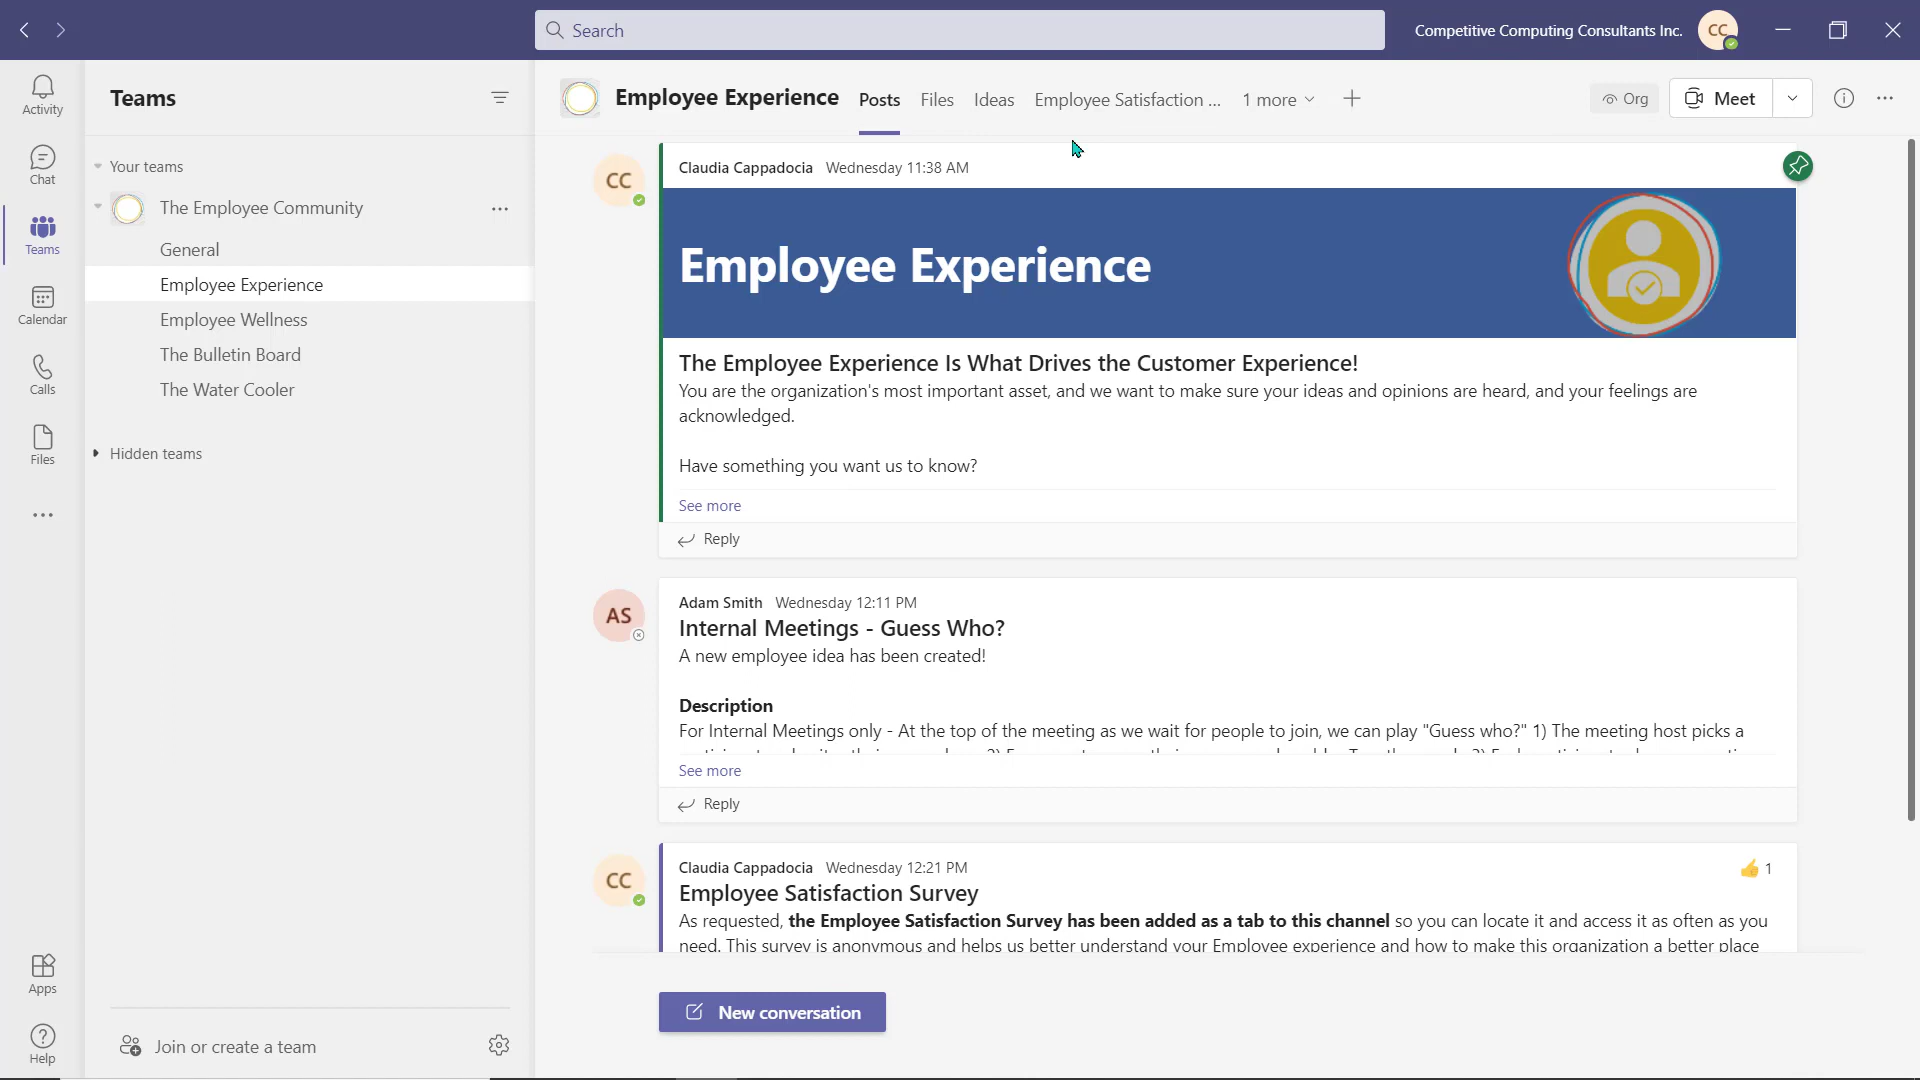 Search
Competitive Computing Consultants Inc.
CC
Activity
Chat
Teams
Calendar
Calls
Files
Apps
Help
Teams
Your teams
The Employee Community
General
Employee Experience
Employee Wellness
The Bulletin Board
The Water Cooler
Hidden teams
Join or create a team
Employee Experience Posts Files Ideas Employee Satisfaction ... 1 more
Org
Meet
CC
Claudia Cappadocia Wednesday 11:38 AM
Employee Experience
The Employee Experience Is What Drives the Customer Experience!
You are the organization's most important asset, and we want to make sure your ideas and opinions are heard, and your feelings are
acknowledged.
Have something you want us to know?
See more
Reply
AS
Adam Smith Wednesday 12:11 PM
Internal Meetings - Guess Who?
A new employee idea has been created!
Description
For Internal Meetings only - At the top of the meeting as we wait for people to join, we can play "Guess who?" 1) The meeting host picks a
See more
Reply
CC
Claudia Cappadocia Wednesday 12:21 PM
1
Employee Satisfaction Survey
As requested, the Employee Satisfaction Survey has been added as a tab to this channel so you can locate it and access it as often as you
need. This survey is anonymous and helps us better understand your Employee experience and how to make this organization a better place
New conversation